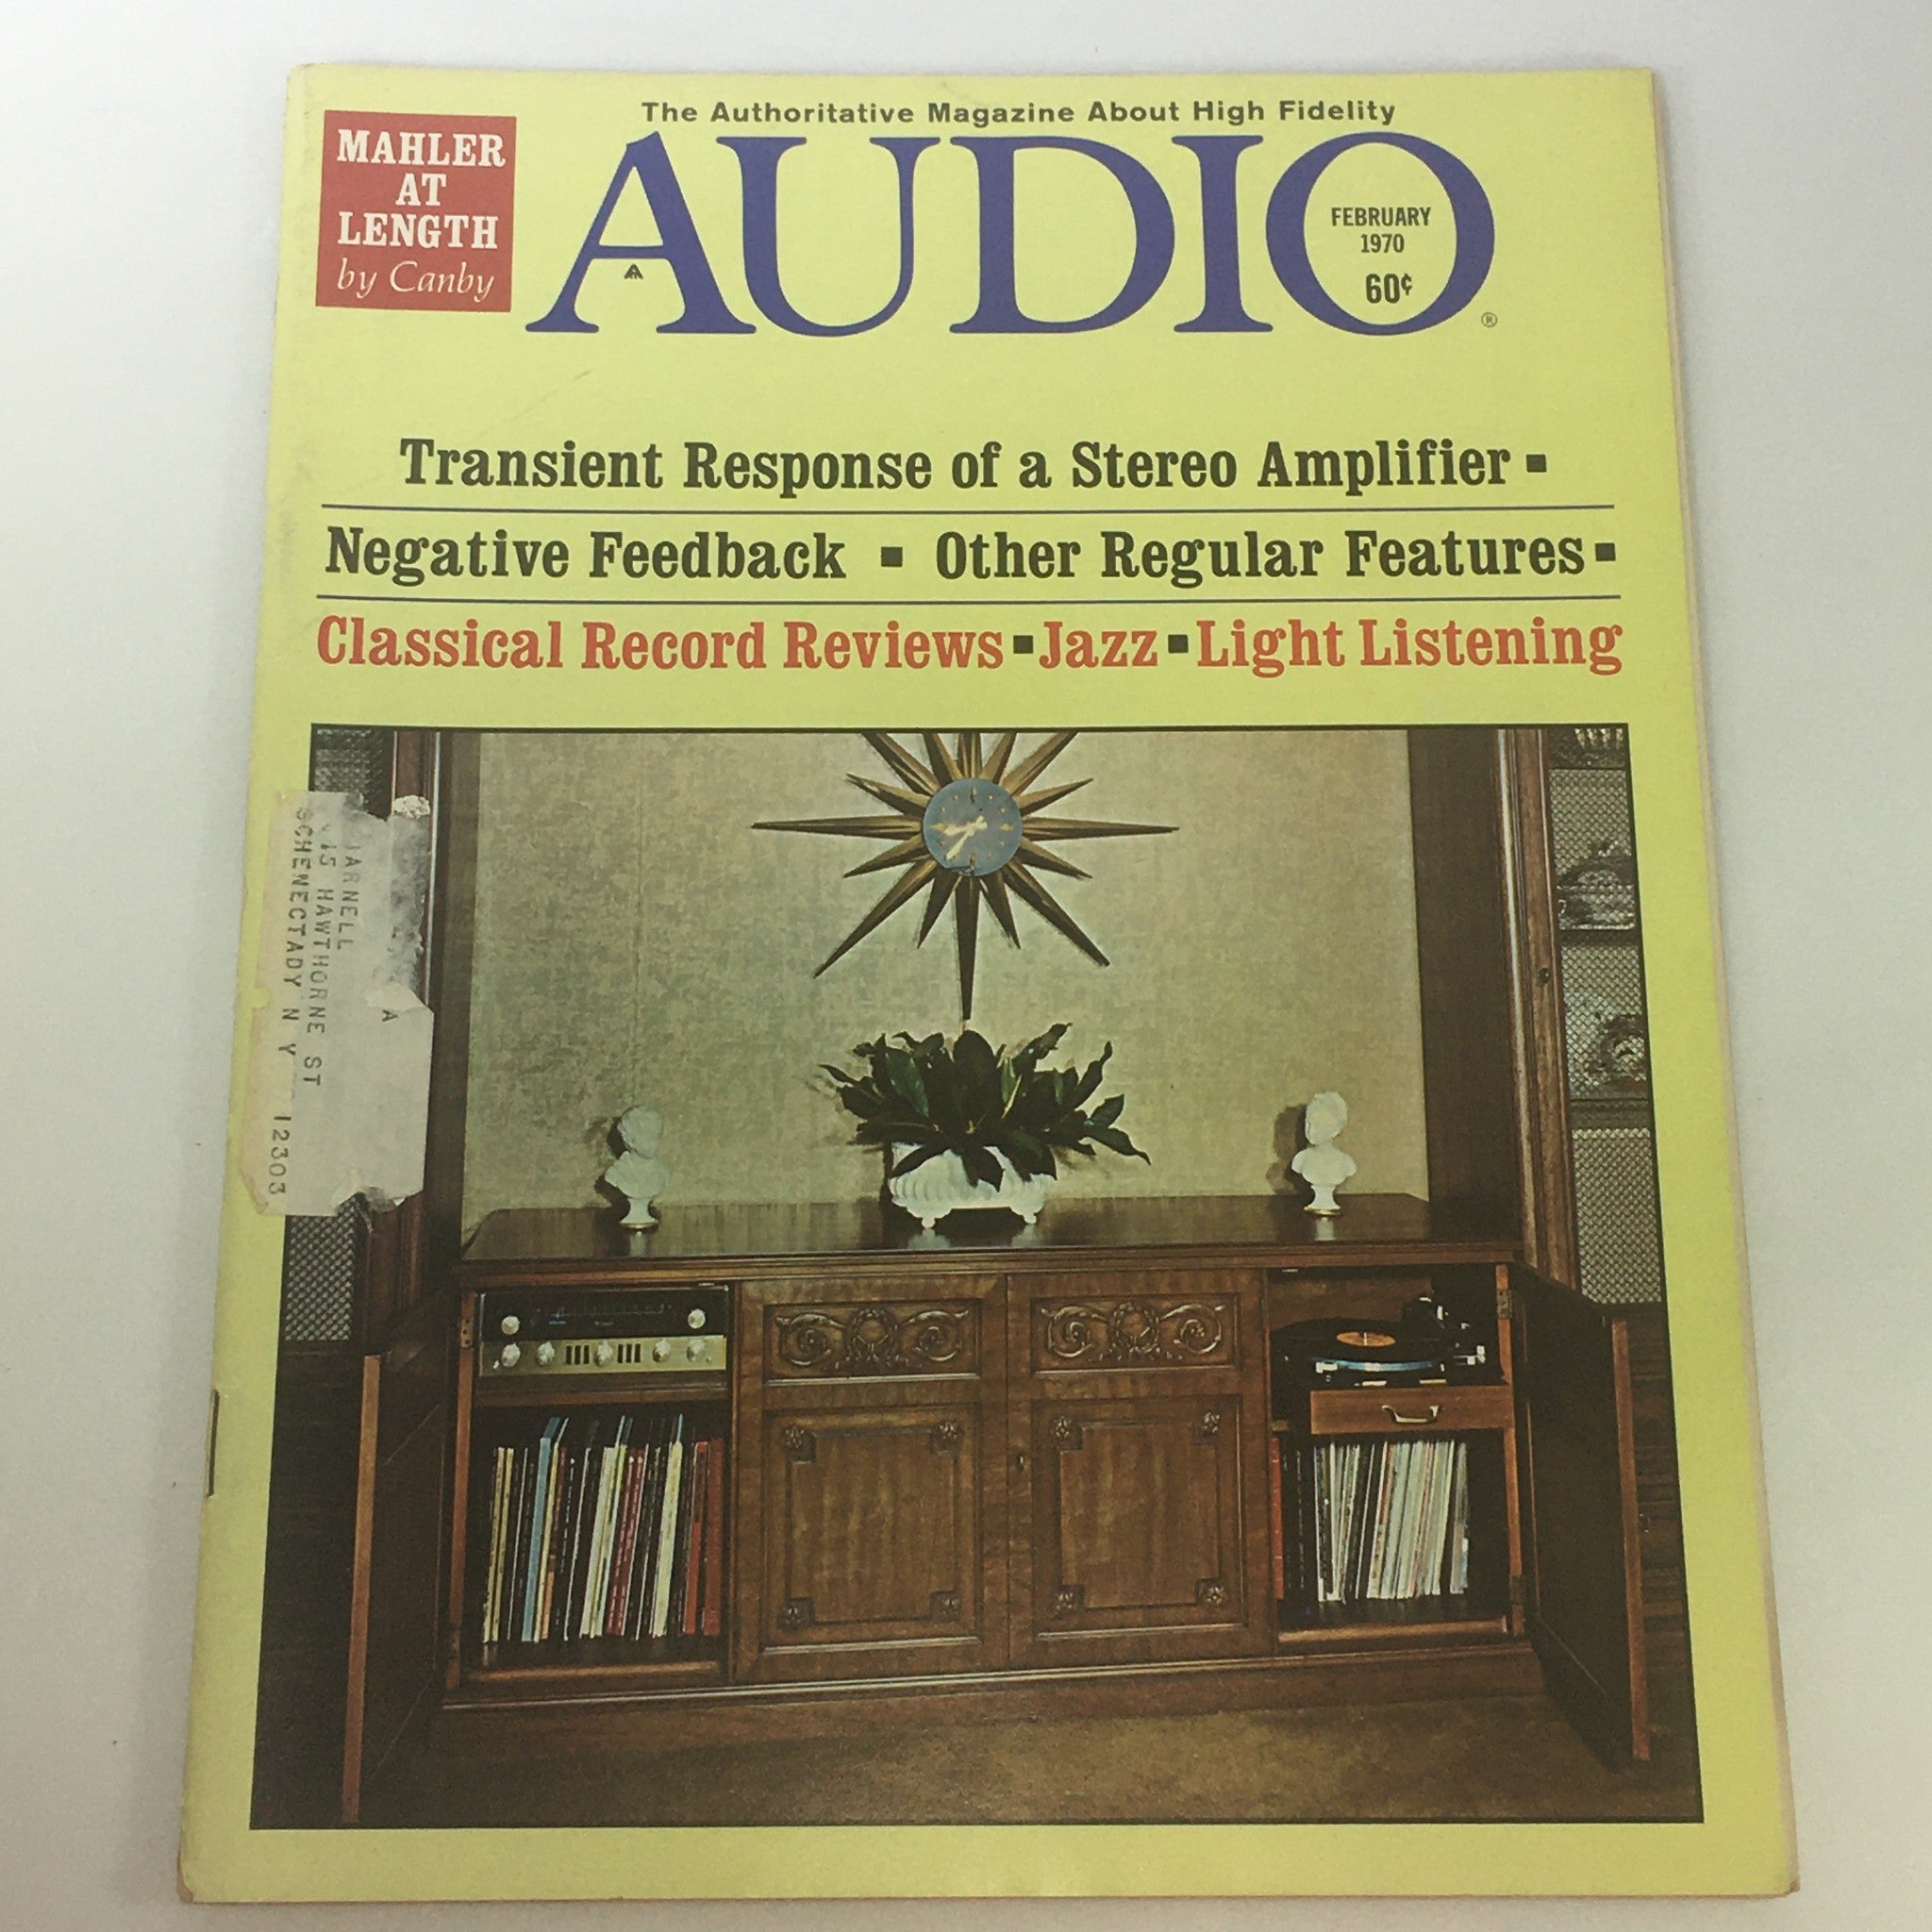 The Authoritative Magazine About High Fidelity
MAHLER
AT
LENGTH
by Canby
AUDIO
FEBRUARY
1970
60¢
®
Transient Response of a Stereo Amplifier ▪
Negative Feedback ▪ Other Regular Features ▪
Classical Record Reviews ▪ Jazz ▪ Light Listening
A
HAWTHORNE ST
SCHENECTADY N Y 12303